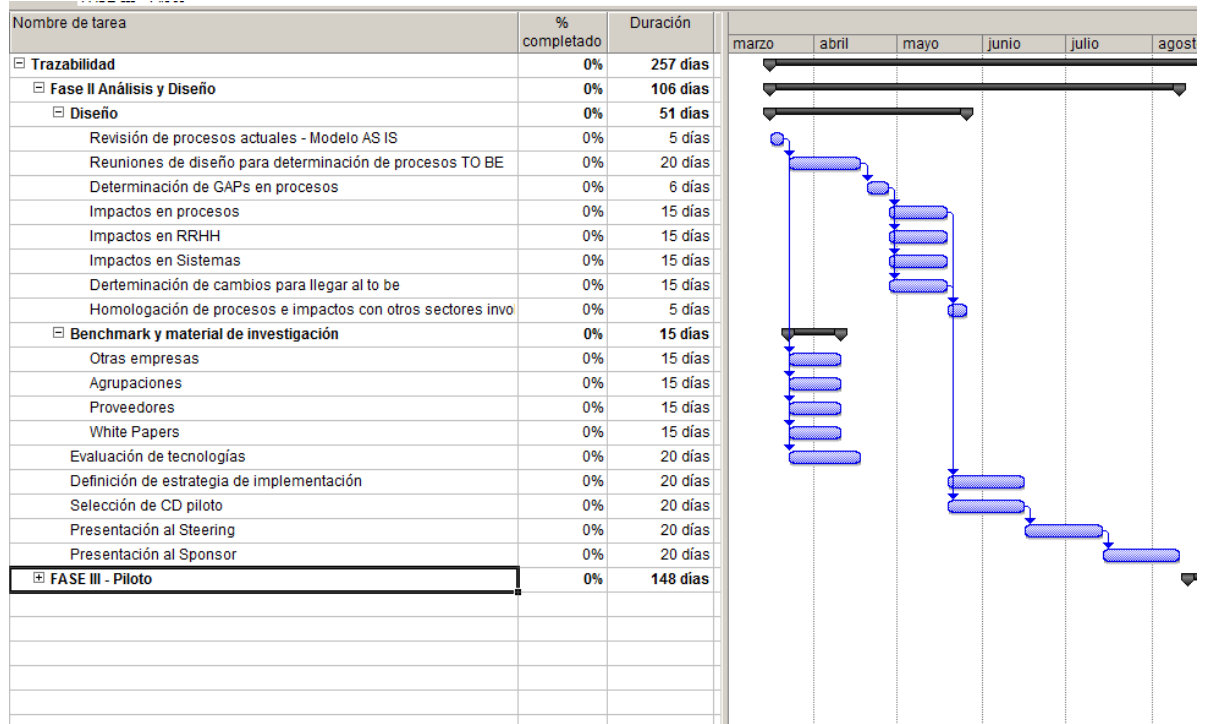 Nombre de tarea % completado Duración
marzo abril mayo junio julio agost
Trazabilidad 0% 257 días
Fase II Análisis y Diseño 0% 106 días
Diseño 0% 51 días
Revisión de procesos actuales - Modelo AS IS 0% 5 días
Reuniones de diseño para determinación de procesos TO BE 0% 20 días
Determinación de GAPs en procesos 0% 6 días
Impactos en procesos 0% 15 días
Impactos en RRHH 0% 15 días
Impactos en Sistemas 0% 15 días
Derteminación de cambios para llegar al to be 0% 15 días
Homologación de procesos e impactos con otros sectores invol 0% 5 días
Benchmark y material de investigación 0% 15 días
Otras empresas 0% 15 días
Agrupaciones 0% 15 días
Proveedores 0% 15 días
White Papers 0% 15 días
Evaluación de tecnologías 0% 20 días
Definición de estrategia de implementación 0% 20 días
Selección de CD piloto 0% 20 días
Presentación al Steering 0% 20 días
Presentación al Sponsor 0% 20 días
FASE III - Piloto 0% 148 días